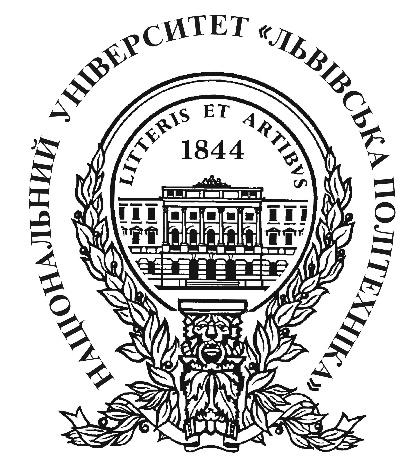 НАЦІОНАЛЬНИЙ УНІВЕРСИТЕТ «ЛЬВІВСЬКА ПОЛІТЕХНІКА»
LITTERIS ET ARTIBVS
1844